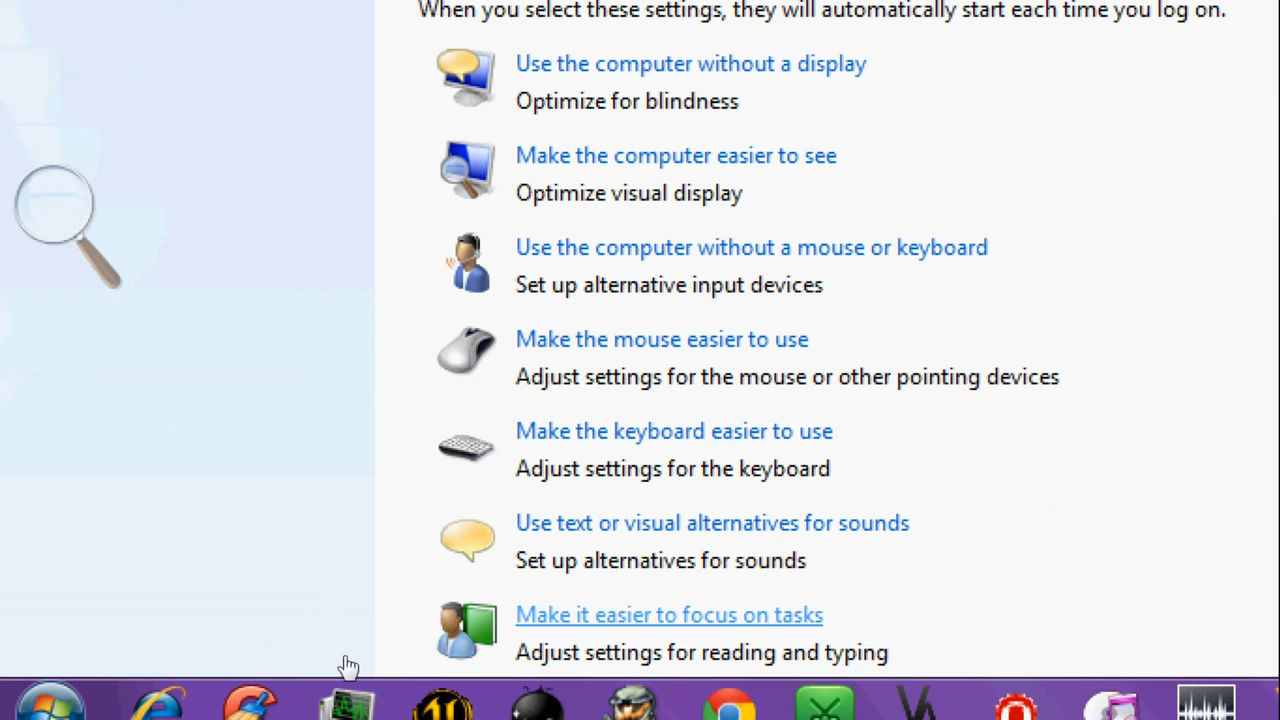 When you select these settings, they will automatically start each time you log on.
Use the computer without a display
Optimize for blindness
Make the computer easier to see
Optimize visual display
Use the computer without a mouse or keyboard
Set up alternative input devices
Make the mouse easier to use
Adjust settings for the mouse or other pointing devices
Make the keyboard easier to use
Adjust settings for the keyboard
Use text or visual alternatives for sounds
Set up alternatives for sounds
Make it easier to focus on tasks
Adjust settings for reading and typing